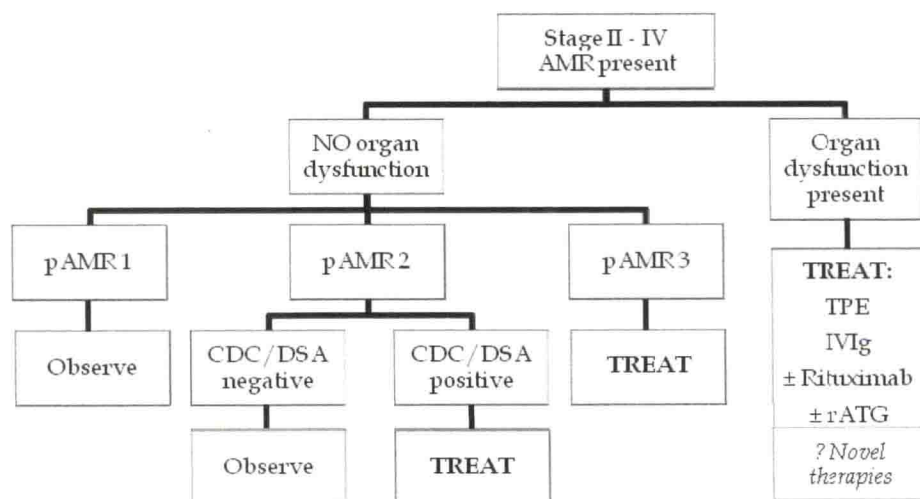 Stage II - IV
AMR present
NO organ
dysfunction
Organ
dysfunction
present
pAMR 1
pAMR 2
pAMR 3
TREAT:
TPE
IVIg
± Rituximab
± rATG
? Novel
therapies
Observe
CDC/DSA
negative
CDC/DSA
positive
TREAT
Observe
TREAT